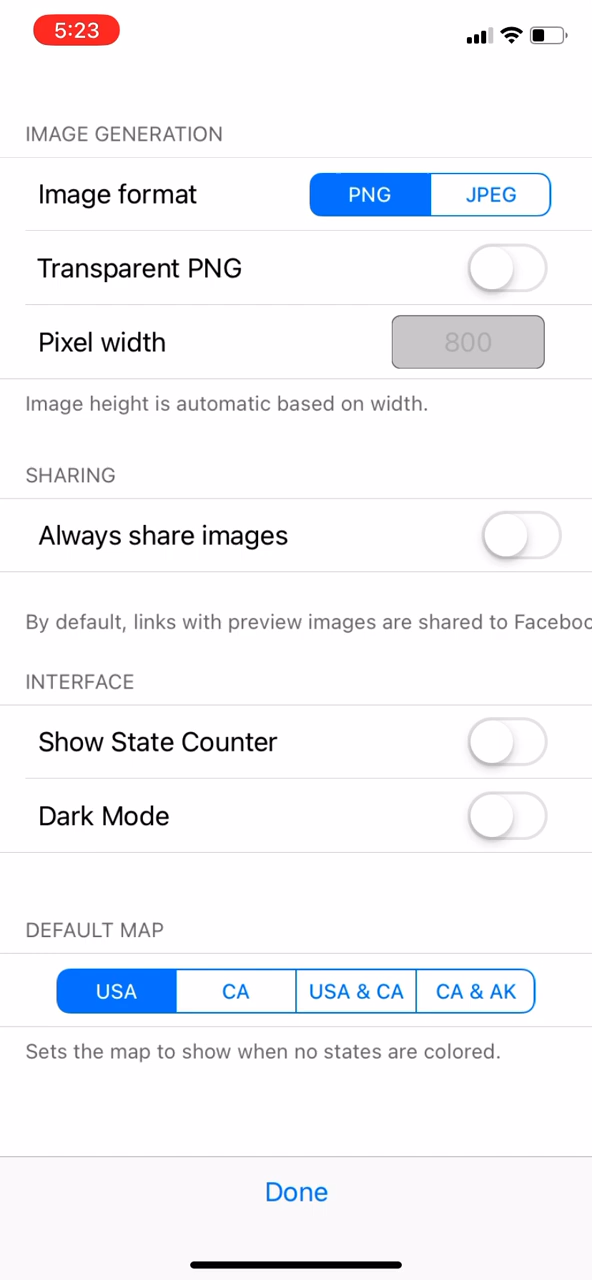 5:23
IMAGE GENERATION
Image format PNG JPEG
Transparent PNG
Pixel width 800
Image height is automatic based on width.
SHARING
Always share images
By default, links with preview images are shared to Faceboo
INTERFACE
Show State Counter
Dark Mode
DEFAULT MAP
USA CA USA & CA CA & AK
Sets the map to show when no states are colored.
Done